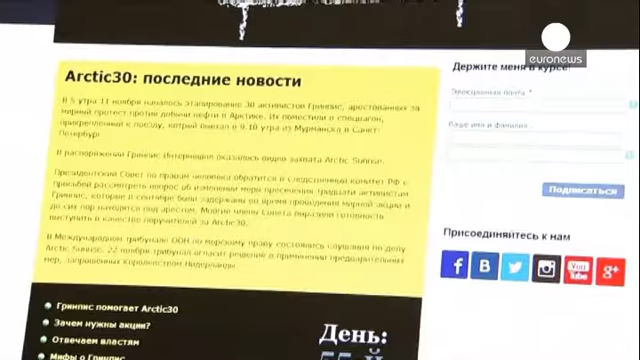 euronews
Держите меня в курсе!
Arctic30: последние новости
Электронная почта *
В 5 утра 11 ноября началось этапирование 30 активистов Гринпис, арестованных за
мирный протест против добычи нефти в Арктике. Их поместили в спецвагон,
прикрепленный к поезду, который выехал в 9.10 утра из Мурманска в Санкт-
Петербург
Ваше имя и фамилия
В распоряжении Гринпис Интернешнл оказалось видео захвата Arctic Sunrise.
Президентский Совет по правам человека обратится в следственный комитет РФ с
просьбой рассмотреть вопрос об изменении меры пресечения тридцати активистам
Гринпис, которые в сентябре были задержаны во время проведения мирной акции и
до сих пор находятся под арестом. Многие члены Совета выразили готовность
выступить в качестве поручителей за Arctic30.
Подписаться
В Международном трибунале ООН по морскому праву состоялись слушания по делу
Arctic Sunrise. 22 ноября трибунал огласит решение о применении предварительных
мер, запрошенных Королевством Нидерланды
Присоединяйтесь к нам
f B You Tube g+
Гринпис помогает Arctic30
Зачем нужны акции?
Отвечаем властям
Мифы о Гринпис
День:
55-й